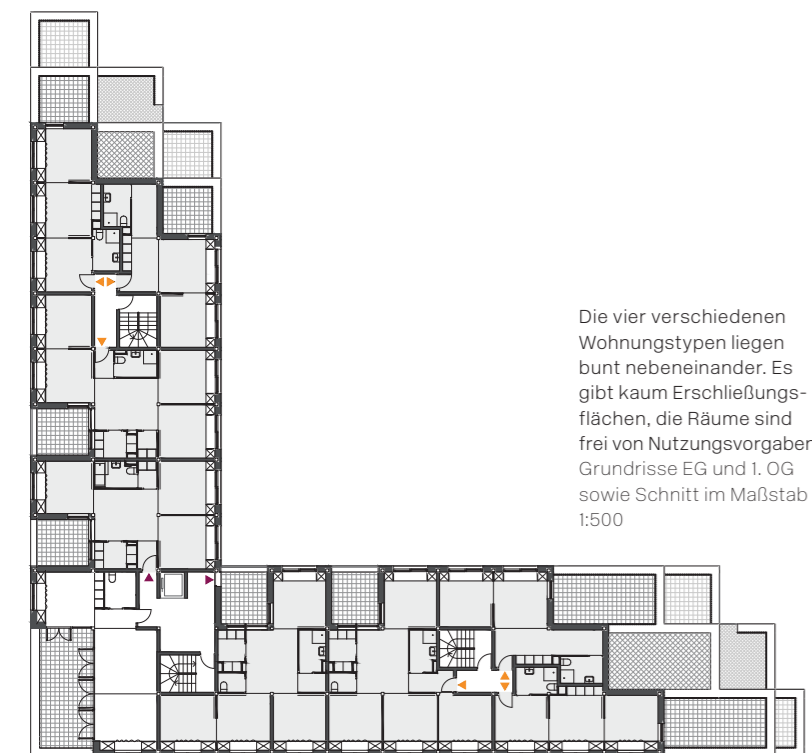 Die vier verschiedenen
Wohnungstypen liegen
bunt nebeneinander. Es
gibt kaum Erschließungs-
flächen, die Räume sind
frei von Nutzungsvorgaben
Grundrisse EG und 1. OG
sowie Schnitt im Maßstab
1:500